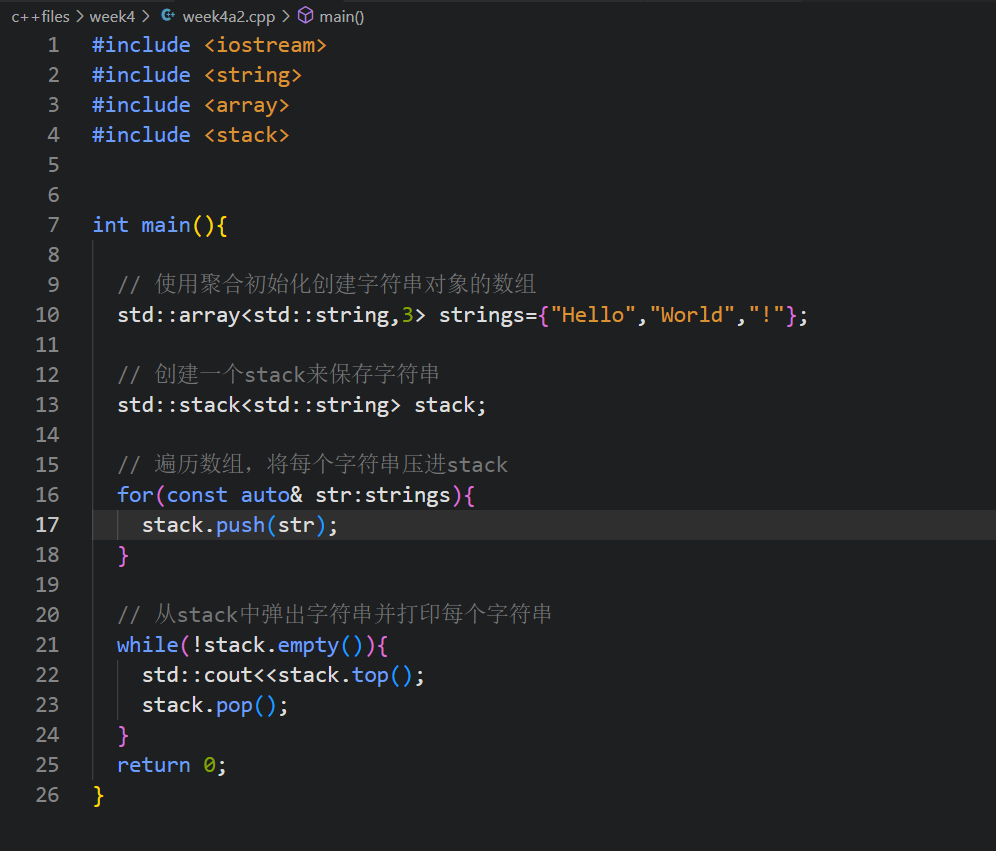 c++files > week4 > week4a2.cpp > main()
1 #include <iostream>
2 #include <string>
3 #include <array>
4 #include <stack>
5
6
7 int main(){
8
9 // 使用聚合初始化创建字符串对象的数组
10 std::array<std::string,3> strings={"Hello","World","!"};
11
12 // 创建一个stack来保存字符串
13 std::stack<std::string> stack;
14
15 // 遍历数组，将每个字符串压进stack
16 for(const auto& str:strings){
17 stack.push(str);
18 }
19
20 // 从stack中弹出字符串并打印每个字符串
21 while(!stack.empty()){
22 std::cout<<stack.top();
23 stack.pop();
24 }
25 return 0;
26 }